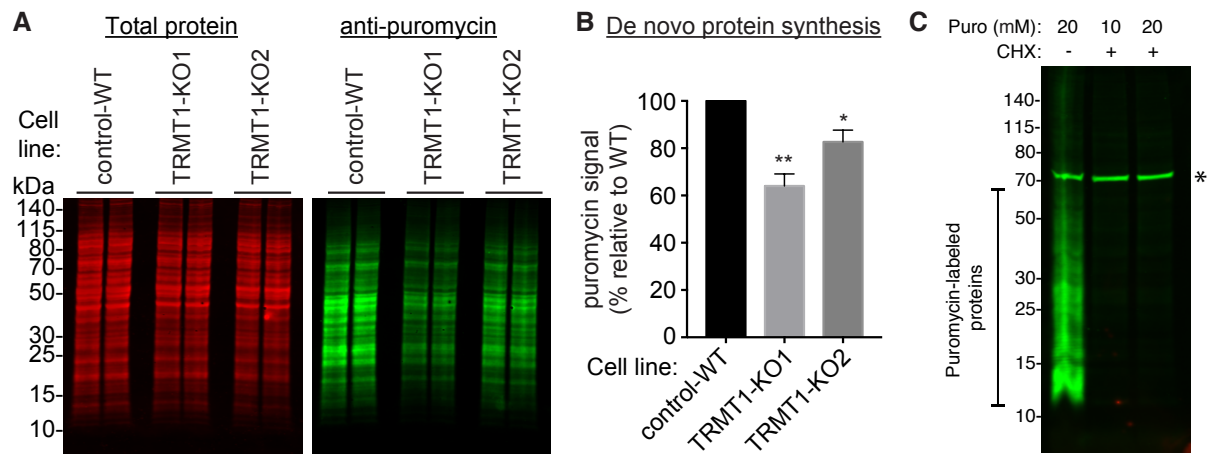 A
Total protein
anti-puromycin
Cell
line:
control-WT
TRMT1-KO1
TRMT1-KO2
control-WT
TRMT1-KO1
TRMT1-KO2
kDa
140-
115-
80-
70-
50-
30-
25-
15-
10-
B
De novo protein synthesis
puromycin signal
(% relative to WT)
100
80
60
40
20
0
**
*
Cell line:
control-WT
TRMT1-KO1
TRMT1-KO2
C
Puro (mM): 20 10 20
CHX: - + +
140-
115-
80-
70-
50-
30-
25-
15-
10-
*
Puromycin-labeled
proteins